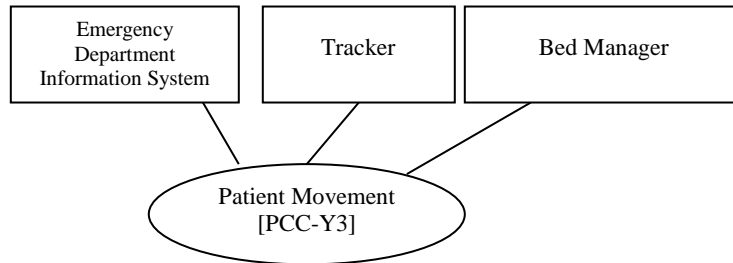 Emergency
Department
Information System
Tracker
Bed Manager
Patient Movement
[PCC-Y3]